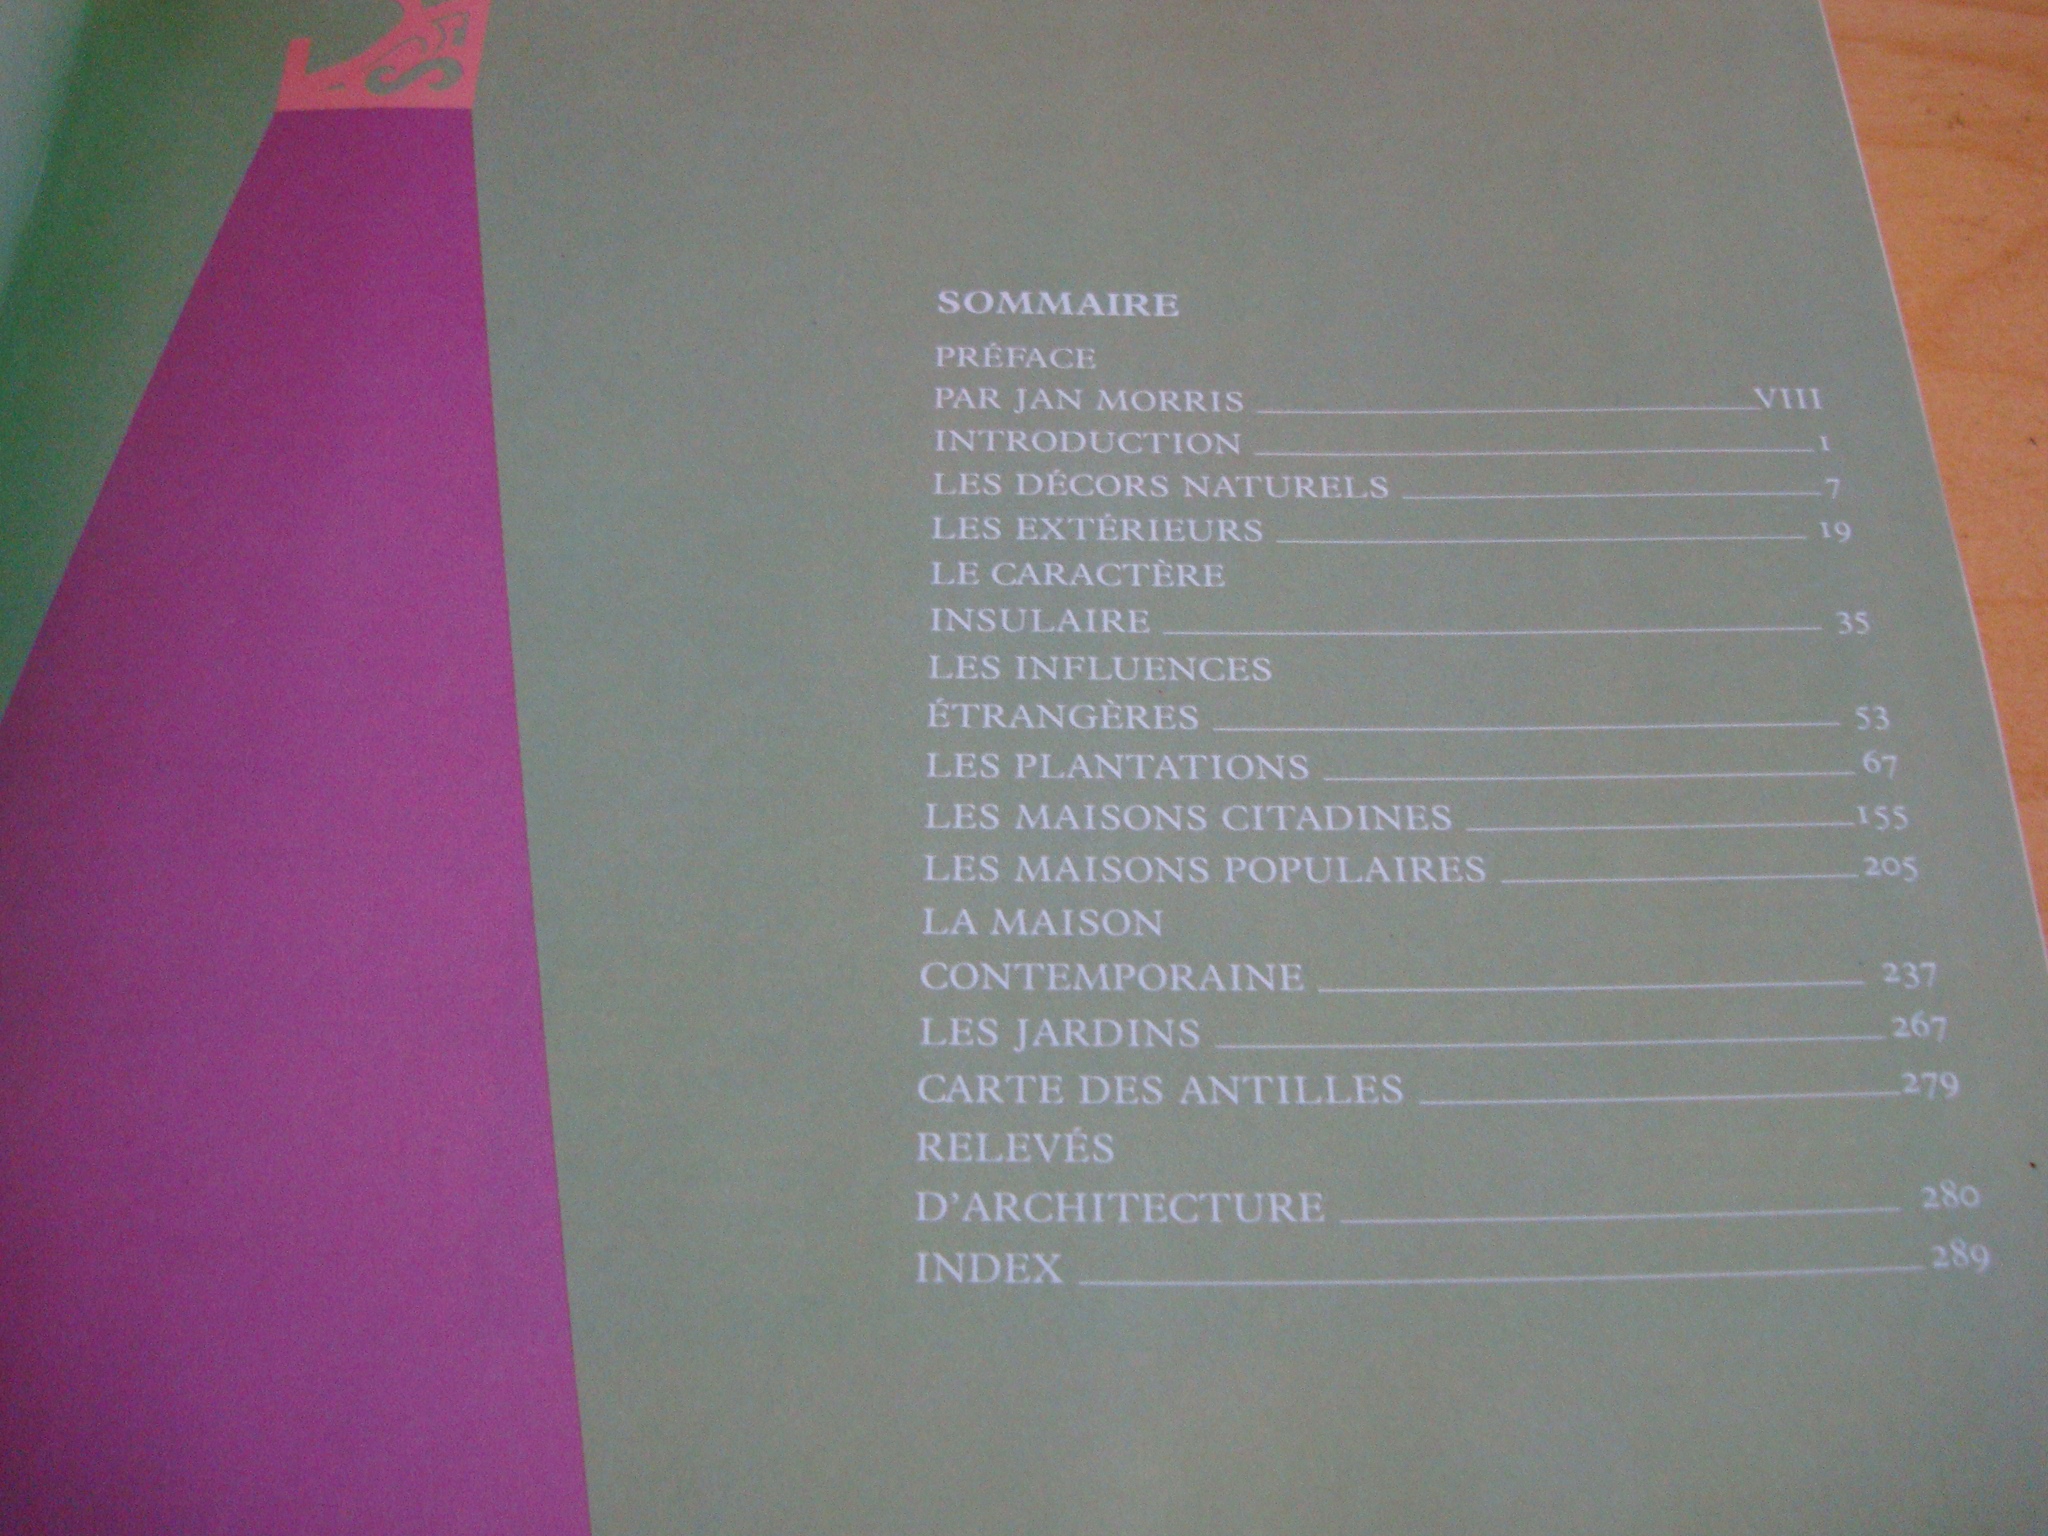 SOMMAIRE
PRÉFACE
PAR JAN MORRIS VIII
INTRODUCTION 1
LES DÉCORS NATURELS 7
LES EXTÉRIEURS 19
LE CARACTÈRE
INSULAIRE 35
LES INFLUENCES
ÉTRANGÈRES 53
LES PLANTATIONS 67
LES MAISONS CITADINES 155
LES MAISONS POPULAIRES 205
LA MAISON
CONTEMPORAINE 237
LES JARDINS 267
CARTE DES ANTILLES 279
RELEVÉS
D'ARCHITECTURE 280
INDEX 289